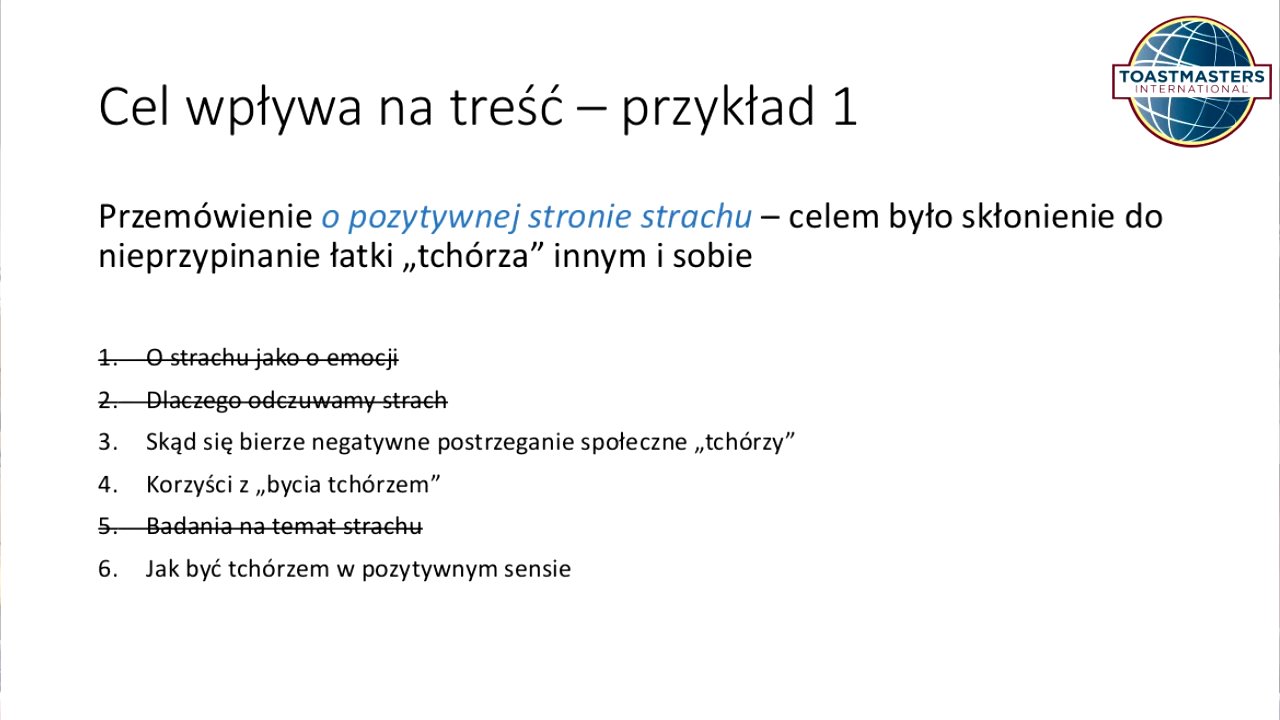 TOASTMASTERS
INTERNATIONAL
Cel wpływa na treść – przykład 1
Przemówienie o pozytywnej stronie strachu – celem było skłonienie do
nieprzypinanie łatki „tchórza” innym i sobie
1. O strachu jako o emocji
2. Dlaczego odczuwamy strach
3. Skąd się bierze negatywne postrzeganie społeczne „tchórzy”
4. Korzyści z „bycia tchórzem”
5. Badania na temat strachu
6. Jak być tchórzem w pozytywnym sensie